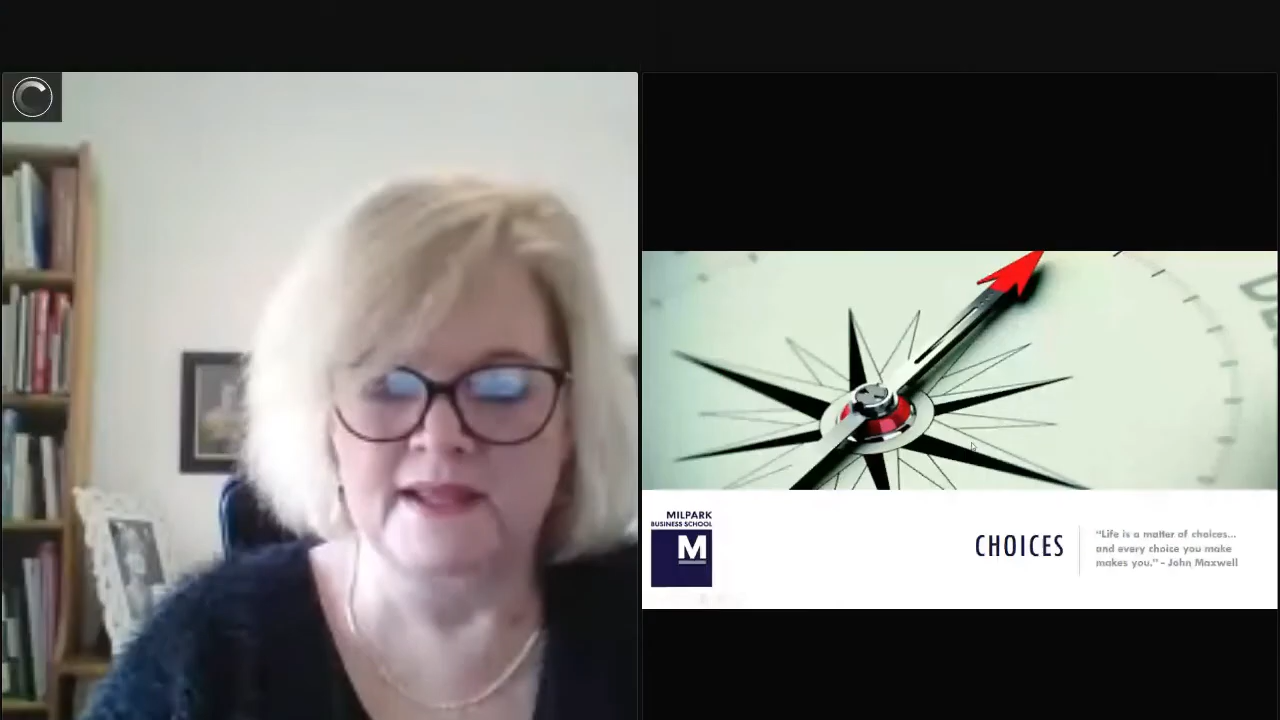 MILPARK
BUSINESS SCHOOL
M
CHOICES
“Life is a matter of choices...
and every choice you make
makes you.” - John Maxwell